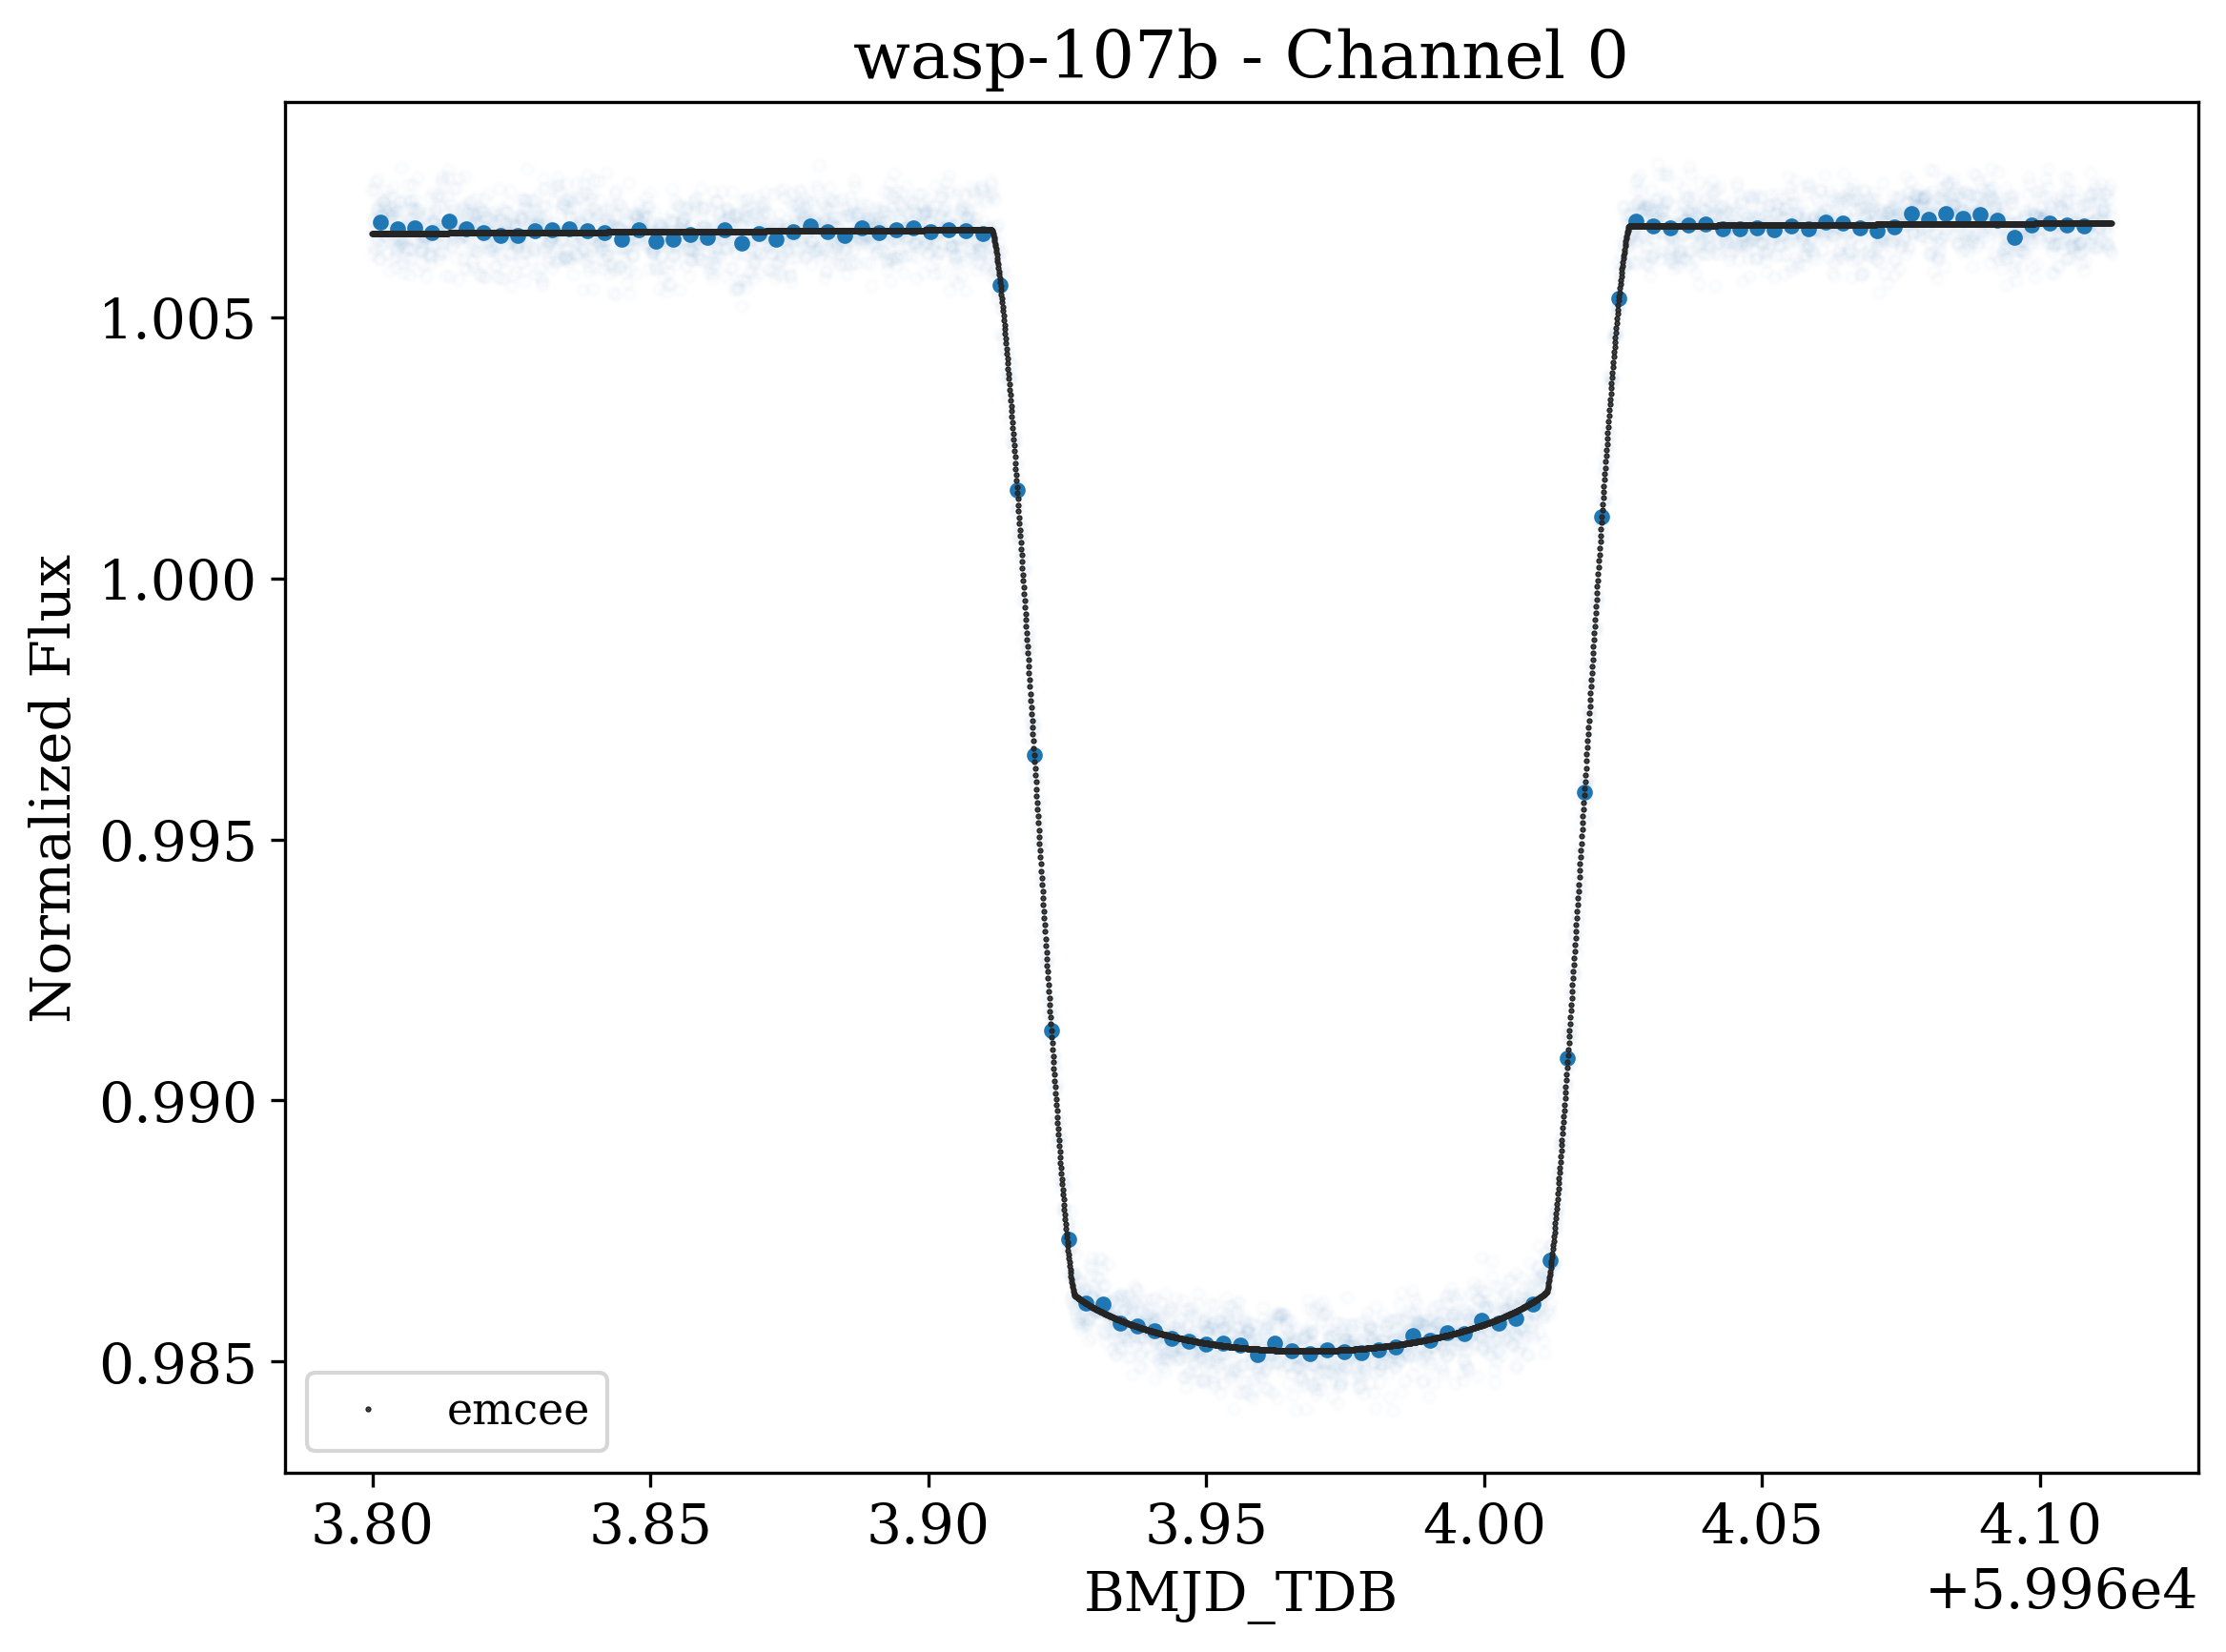 wasp-107b - Channel 0
Normalized Flux
1.005
1.000
0.995
0.990
0.985
emcee
3.80 3.85 3.90 3.95 4.00 4.05 4.10
BMJD_TDB
+5.996e4